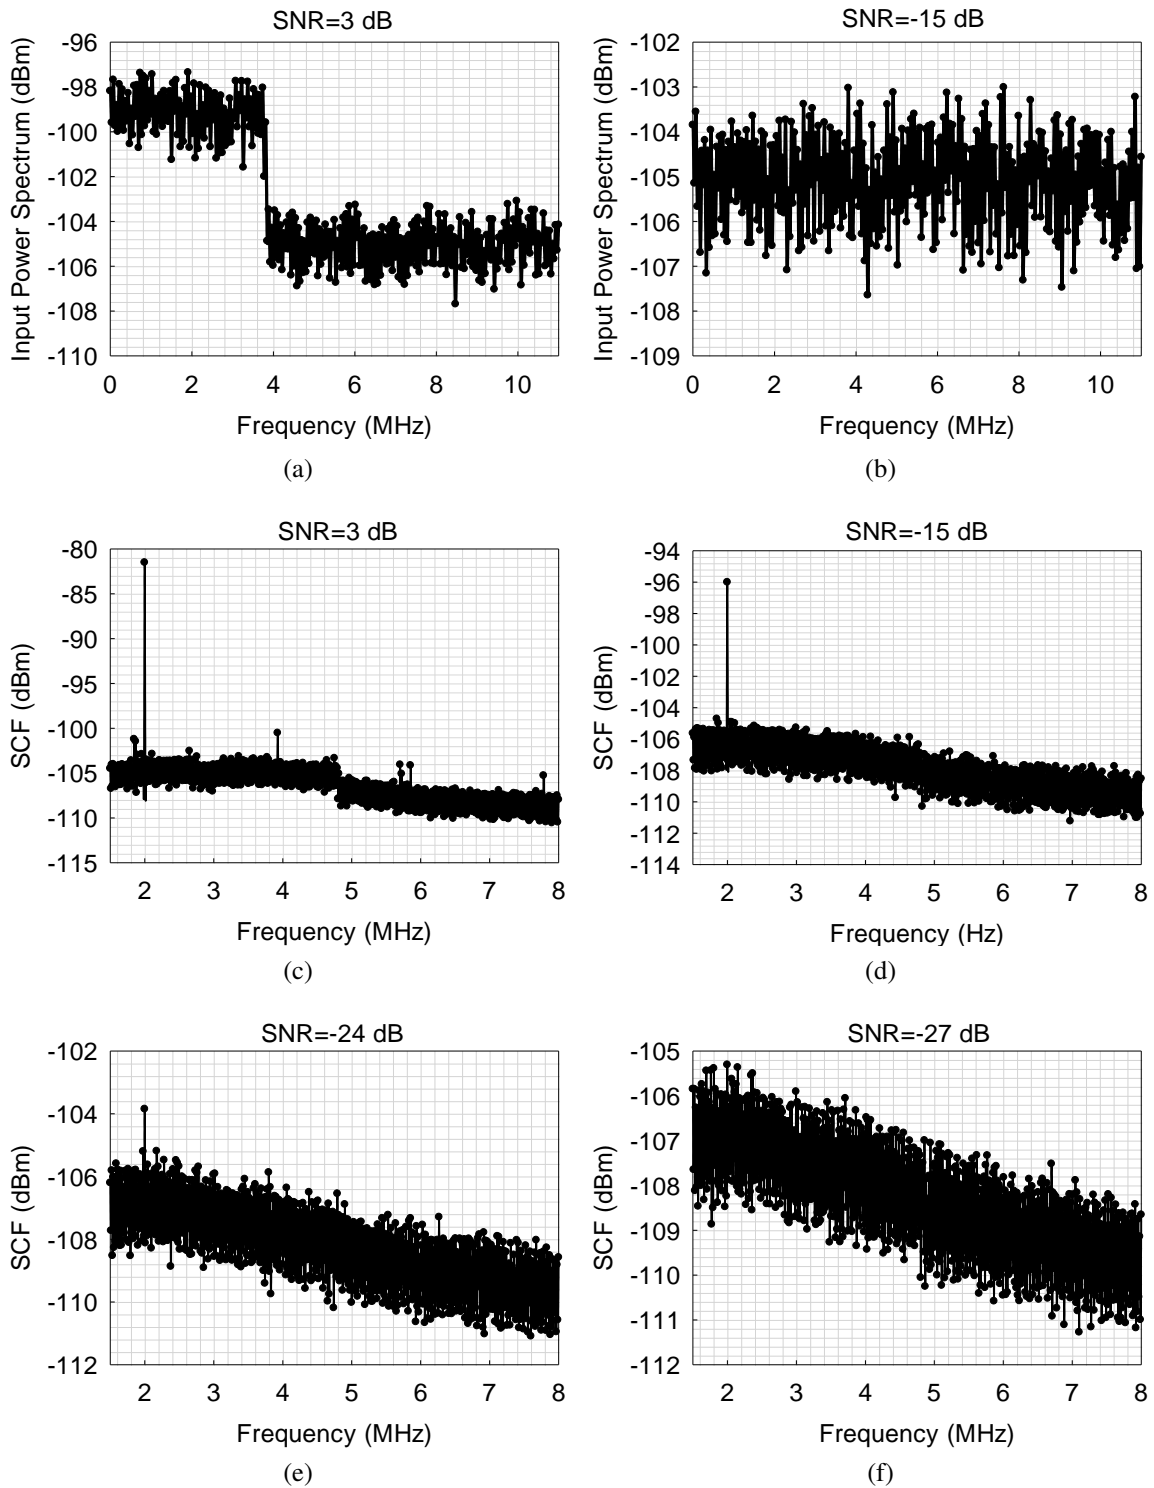 SNR=3 dB
Input Power Spectrum (dBm)
-96
-98
-100
-102
-104
-106
-108
-110
0 2 4 6 8 10
Frequency (MHz)
(a)
SNR=-15 dB
Input Power Spectrum (dBm)
-102
-103
-104
-105
-106
-107
-108
-109
0 2 4 6 8 10
Frequency (MHz)
(b)
SNR=3 dB
SCF (dBm)
-80
-85
-90
-95
-100
-105
-110
-115
2 3 4 5 6 7 8
Frequency (MHz)
(c)
SNR=-15 dB
SCF (dBm)
-94
-96
-98
-100
-102
-104
-106
-108
-110
-112
-114
2 3 4 5 6 7 8
Frequency (Hz)
(d)
SNR=-24 dB
SCF (dBm)
-102
-104
-106
-108
-110
-112
2 3 4 5 6 7 8
Frequency (MHz)
(e)
SNR=-27 dB
SCF (dBm)
-105
-106
-107
-108
-109
-110
-111
-112
2 3 4 5 6 7 8
Frequency (MHz)
(f)